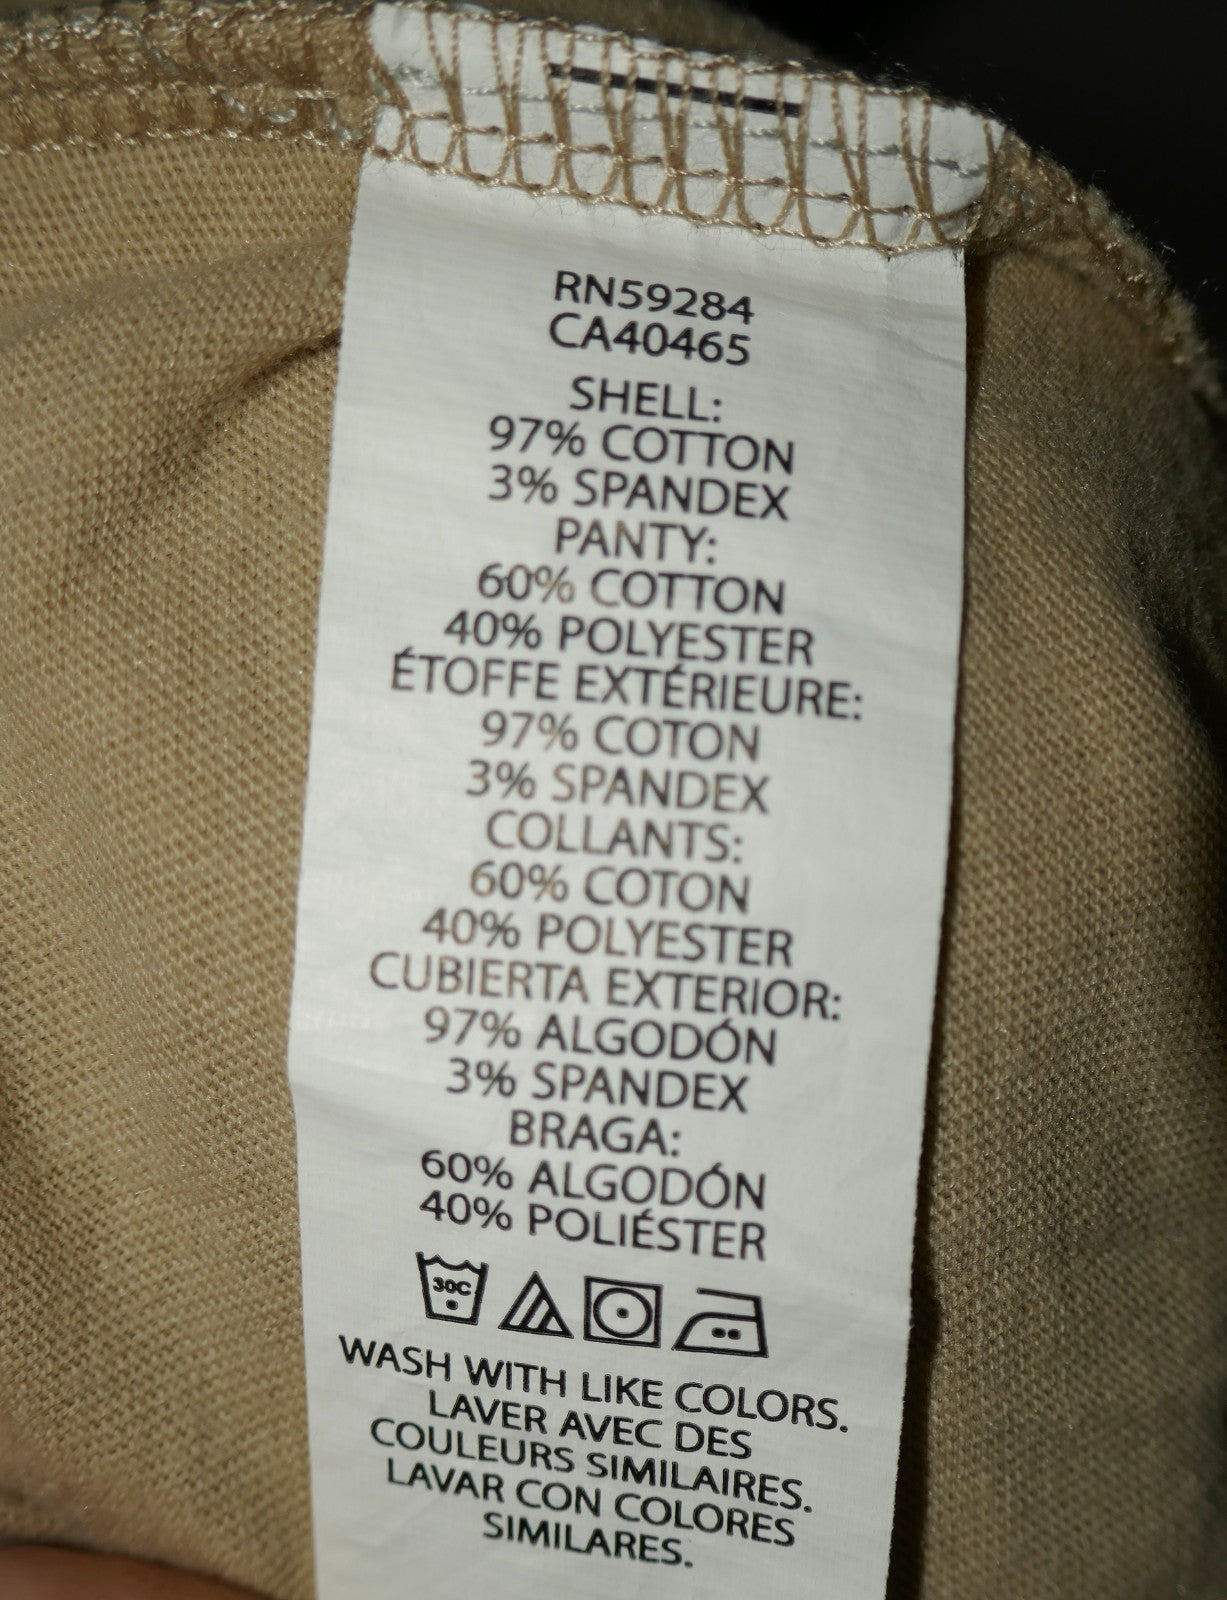 RN59284
CA40465
SHELL:
97% COTTON
3% SPANDEX
PANTY:
60% COTTON
40% POLYESTER
ÉTOFFE EXTÉRIEURE:
97% COTON
3% SPANDEX
COLLANTS:
60% COTON
40% POLYESTER
CUBIERTA EXTERIOR:
97% ALGODÓN
3% SPANDEX
BRAGA:
60% ALGODÓN
40% POLIÉSTER
30C
WASH WITH LIKE COLORS.
LAVER AVEC DES
COULEURS SIMILAIRES.
LAVAR CON COLORES
SIMILARES.